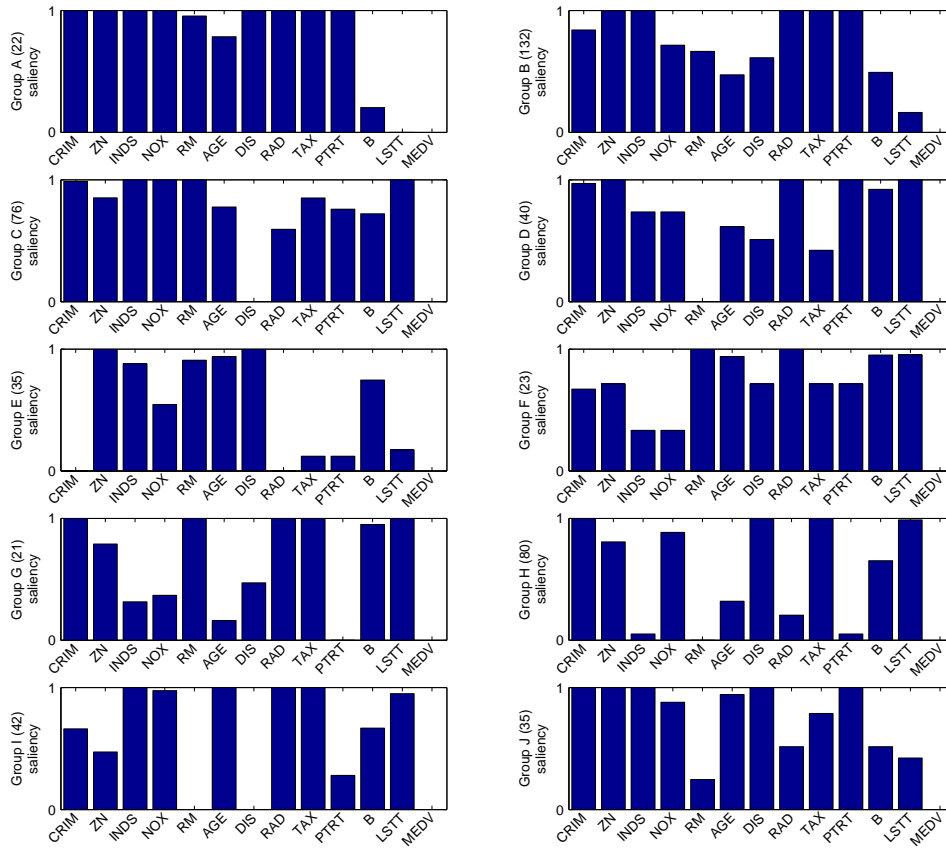 Group A (22)
saliency
1
0
CRIM ZN INDS NOX RM AGE DIS RAD TAX PTRT B LSTT MEDV
Group B (132)
saliency
1
0
CRIM ZN INDS NOX RM AGE DIS RAD TAX PTRT B LSTT MEDV
Group C (76)
saliency
1
0
CRIM ZN INDS NOX RM AGE DIS RAD TAX PTRT B LSTT MEDV
Group D (40)
saliency
1
0
CRIM ZN INDS NOX RM AGE DIS RAD TAX PTRT B LSTT MEDV
Group E (35)
saliency
1
0
CRIM ZN INDS NOX RM AGE DIS RAD TAX PTRT B LSTT MEDV
Group F (23)
saliency
1
0
CRIM ZN INDS NOX RM AGE DIS RAD TAX PTRT B LSTT MEDV
Group G (21)
saliency
1
0
CRIM ZN INDS NOX RM AGE DIS RAD TAX PTRT B LSTT MEDV
Group H (80)
saliency
1
0
CRIM ZN INDS NOX RM AGE DIS RAD TAX PTRT B LSTT MEDV
Group I (42)
saliency
1
0
CRIM ZN INDS NOX RM AGE DIS RAD TAX PTRT B LSTT MEDV
Group J (35)
saliency
1
0
CRIM ZN INDS NOX RM AGE DIS RAD TAX PTRT B LSTT MEDV